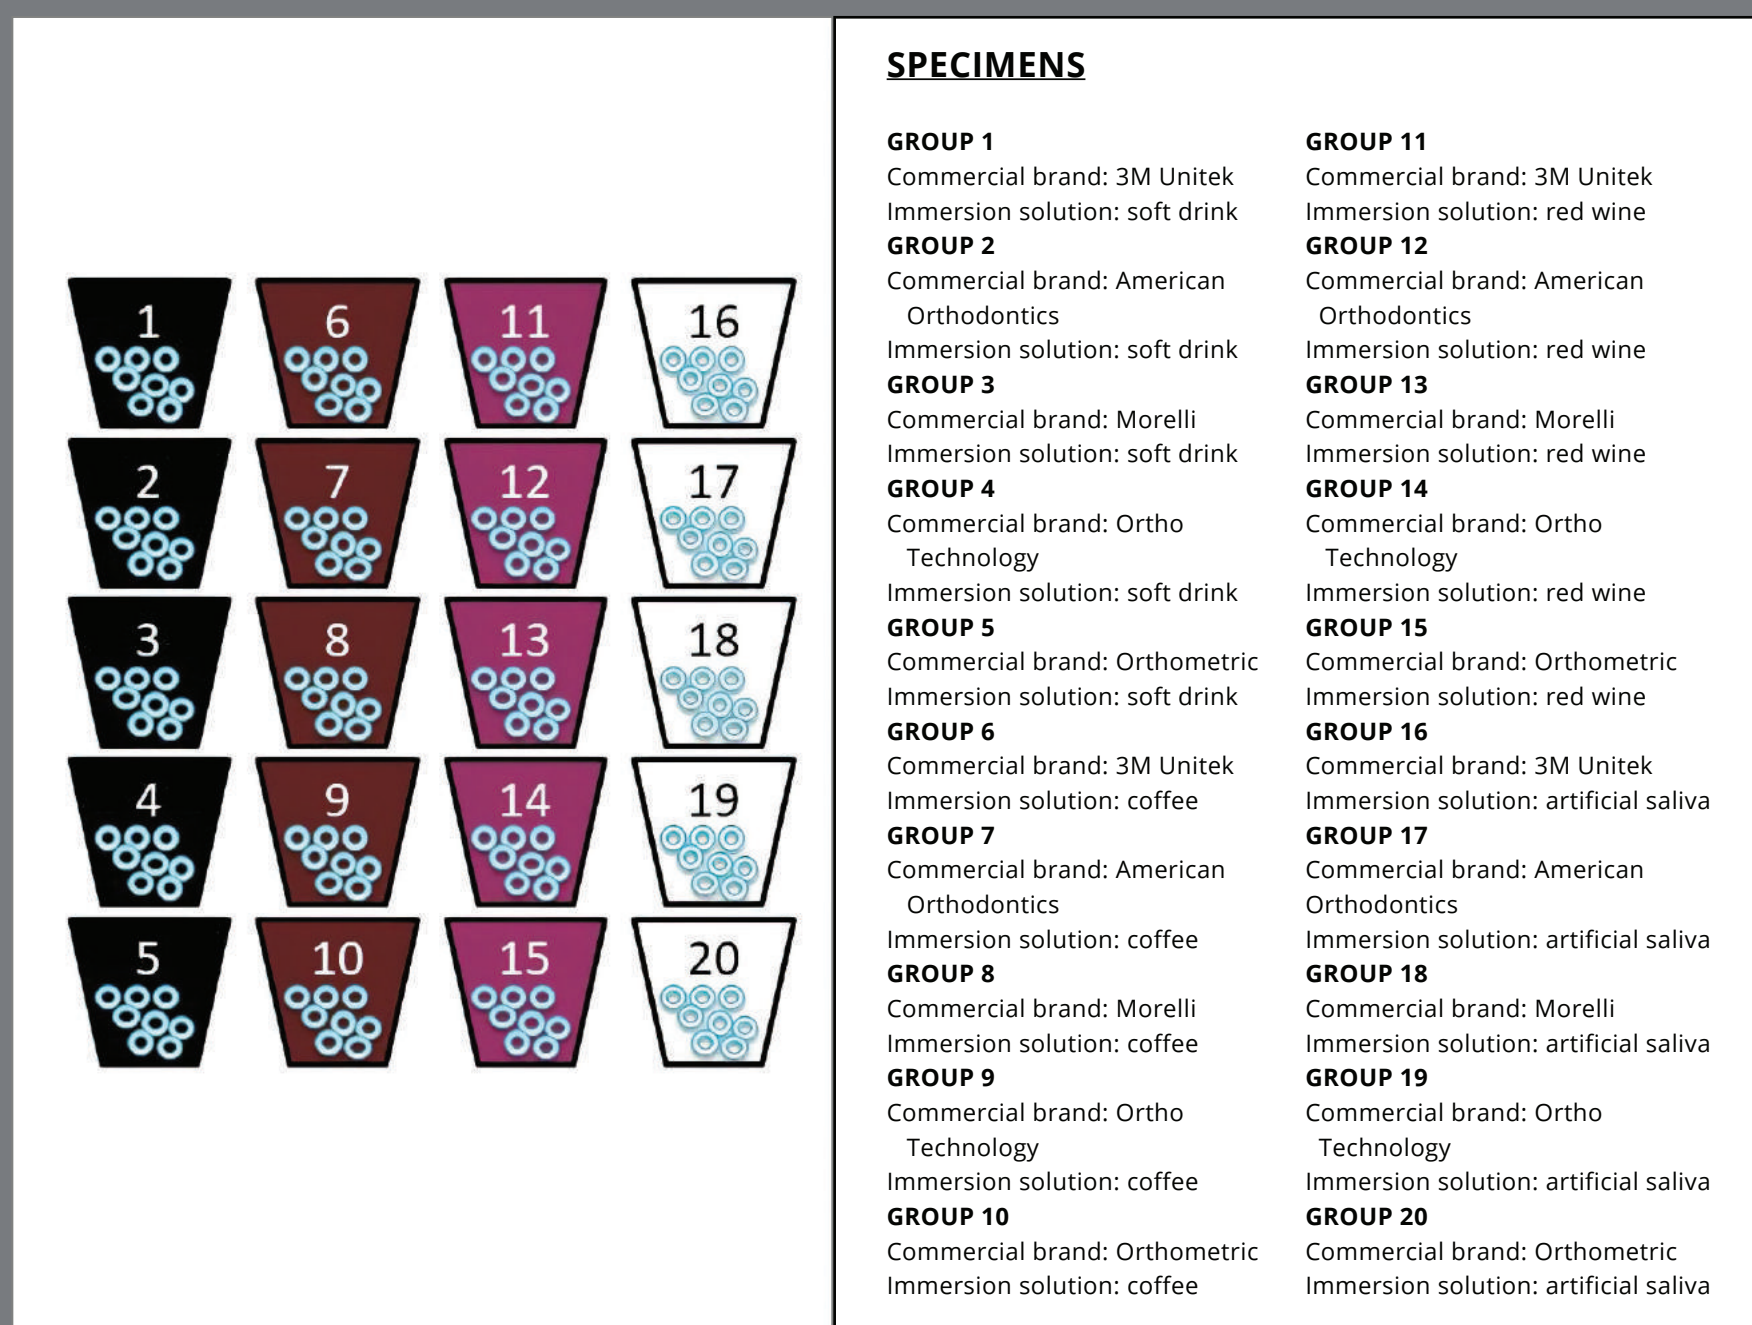 1
6
11
16
2
7
12
17
3
8
13
18
4
9
14
19
5
10
15
20
SPECIMENS
GROUP 1
Commercial brand: 3M Unitek
Immersion solution: soft drink
GROUP 2
Commercial brand: American
Orthodontics
Immersion solution: soft drink
GROUP 3
Commercial brand: Morelli
Immersion solution: soft drink
GROUP 4
Commercial brand: Ortho
Technology
Immersion solution: soft drink
GROUP 5
Commercial brand: Orthometric
Immersion solution: soft drink
GROUP 6
Commercial brand: 3M Unitek
Immersion solution: coffee
GROUP 7
Commercial brand: American
Orthodontics
Immersion solution: coffee
GROUP 8
Commercial brand: Morelli
Immersion solution: coffee
GROUP 9
Commercial brand: Ortho
Technology
Immersion solution: coffee
GROUP 10
Commercial brand: Orthometric
Immersion solution: coffee
GROUP 11
Commercial brand: 3M Unitek
Immersion solution: red wine
GROUP 12
Commercial brand: American
Orthodontics
Immersion solution: red wine
GROUP 13
Commercial brand: Morelli
Immersion solution: red wine
GROUP 14
Commercial brand: Ortho
Technology
Immersion solution: red wine
GROUP 15
Commercial brand: Orthometric
Immersion solution: red wine
GROUP 16
Commercial brand: 3M Unitek
Immersion solution: artificial saliva
GROUP 17
Commercial brand: American
Orthodontics
Immersion solution: artificial saliva
GROUP 18
Commercial brand: Morelli
Immersion solution: artificial saliva
GROUP 19
Commercial brand: Ortho
Technology
Immersion solution: artificial saliva
GROUP 20
Commercial brand: Orthometric
Immersion solution: artificial saliva